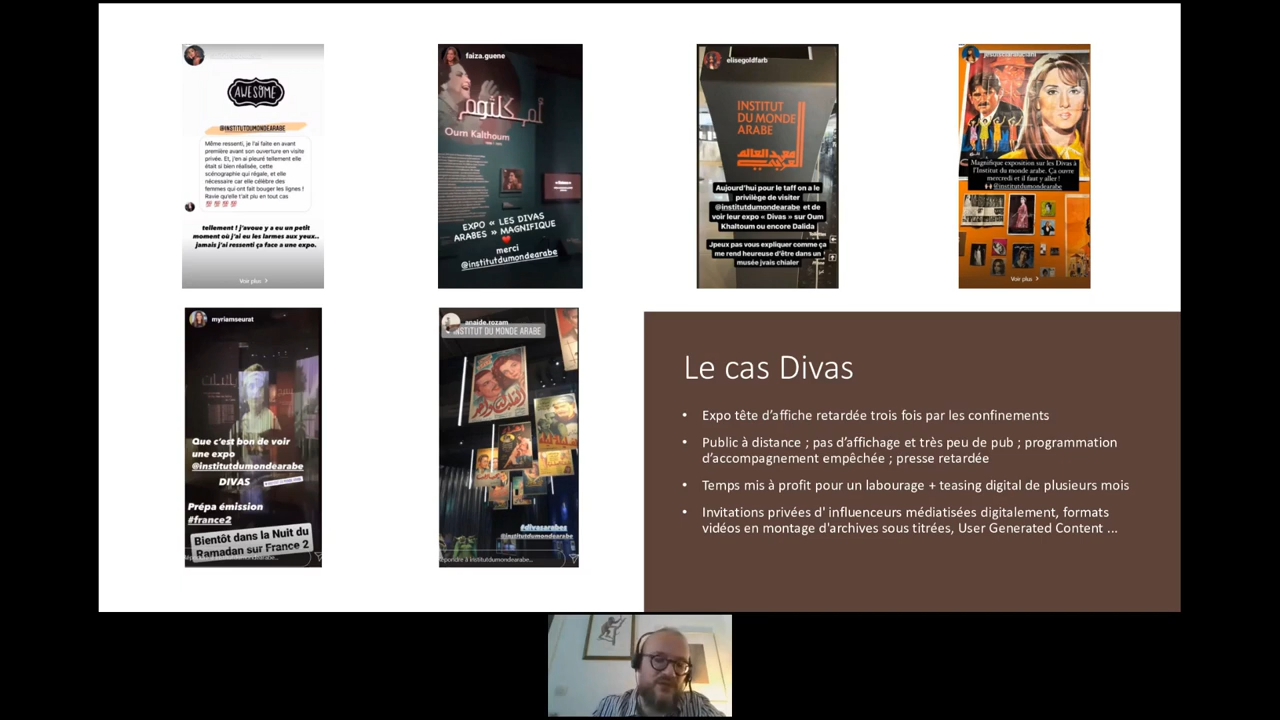 AWESOME
@INSTITUTDUMONDEARABE
Même ressenti, je l'ai faite en avant
première avant son ouverture en visite
privée. Et, j'en ai pleuré tellement elle
était si bien réalisée, cette
scénographie qui régale, et elle
nécessaire car elle célèbre des
femmes qui ont fait bouger les lignes !
Ravie qu'elle t'ait plu en tout cas
💯 💯 💯 💯
tellement ! j'avoue y a eu un petit
moment où j'ai eu les larmes aux yeux..
jamais j'ai ressenti ça face a une expo.
Voir plus >
faiza.guene
أم كلثوم
Oum Kalthoum
EXPO « LES DIVAS
ARABES » MAGNIFIQUE
❤️
merci
@institutdumondearabe
elisegoldfarb
INSTITUT
DU MONDE
ARABE
معهد العالم
العربي
Aujourd'hui pour le taff on a le
privilège de visiter
@institutdumondearabe et de
voir leur expo « Divas » sur Oum
Khaltoum ou encore Dalida
Jpeux pas vous expliquer comme ça
me rend heureuse d'être dans un
musée jvais chialer
Magnifique exposition sur les Divas à
l'Institut du monde arabe. Ça ouvre
mercredi et il faut y aller !
🙌 @institutdumondearabe
Voir plus >
myriamseurat
Que c'est bon de voir
une expo
@institutdumondearabe
DIVAS
Prépa émission
#france2
Bientôt dans la Nuit du
Ramadan sur France 2
anaide.rozam
INSTITUT DU MONDE ARABE
#divasarabes
@institutdumondearabe
Répondre à institutdumondearabe...
Le cas Divas
• Expo tête d'affiche retardée trois fois par les confinements
• Public à distance ; pas d'affichage et très peu de pub ; programmation
d'accompagnement empêchée ; presse retardée
• Temps mis à profit pour un labourage + teasing digital de plusieurs mois
• Invitations privées d' influenceurs médiatisées digitalement, formats
vidéos en montage d'archives sous titrées, User Generated Content ...